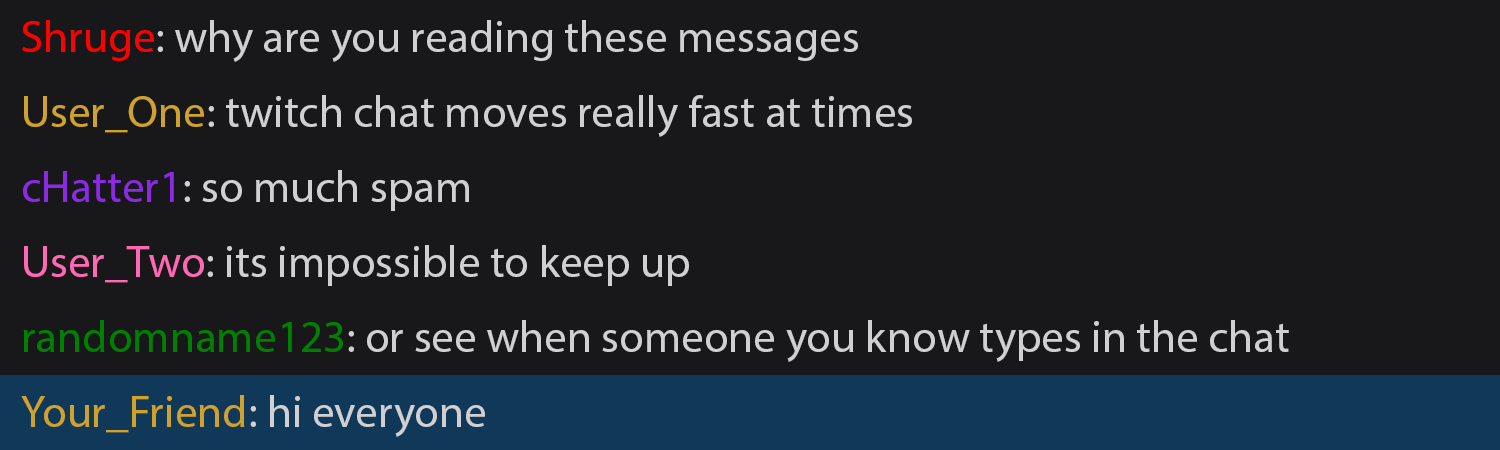 Shruge: why are you reading these messages
User_One: twitch chat moves really fast at times
cHatter1: so much spam
User_Two: its impossible to keep up
randomname123: or see when someone you know types in the chat
Your_Friend: hi everyone